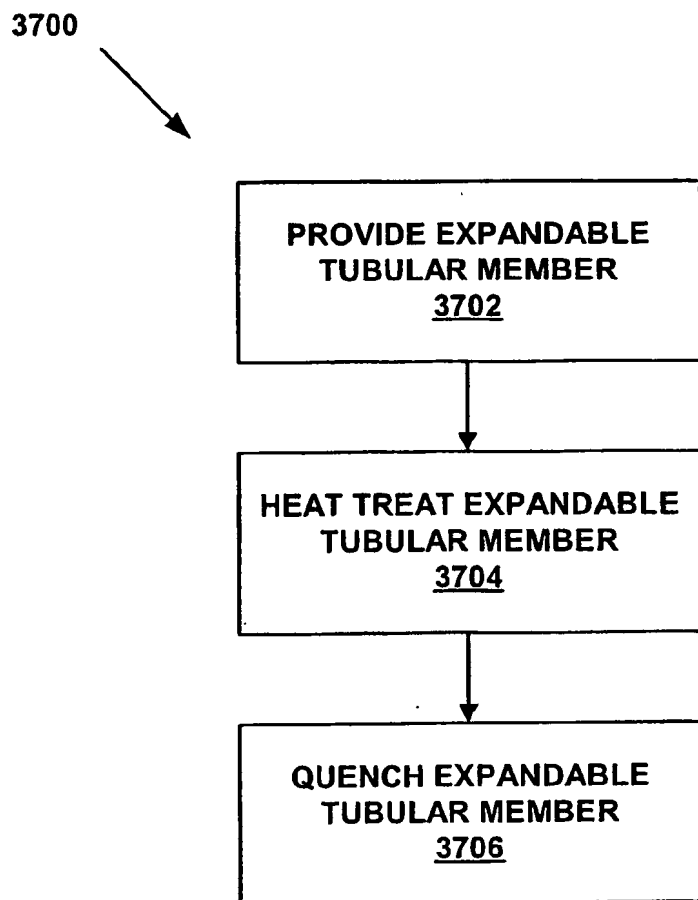 3700
PROVIDE EXPANDABLE
TUBULAR MEMBER
3702
HEAT TREAT EXPANDABLE
TUBULAR MEMBER
3704
QUENCH EXPANDABLE
TUBULAR MEMBER
3706